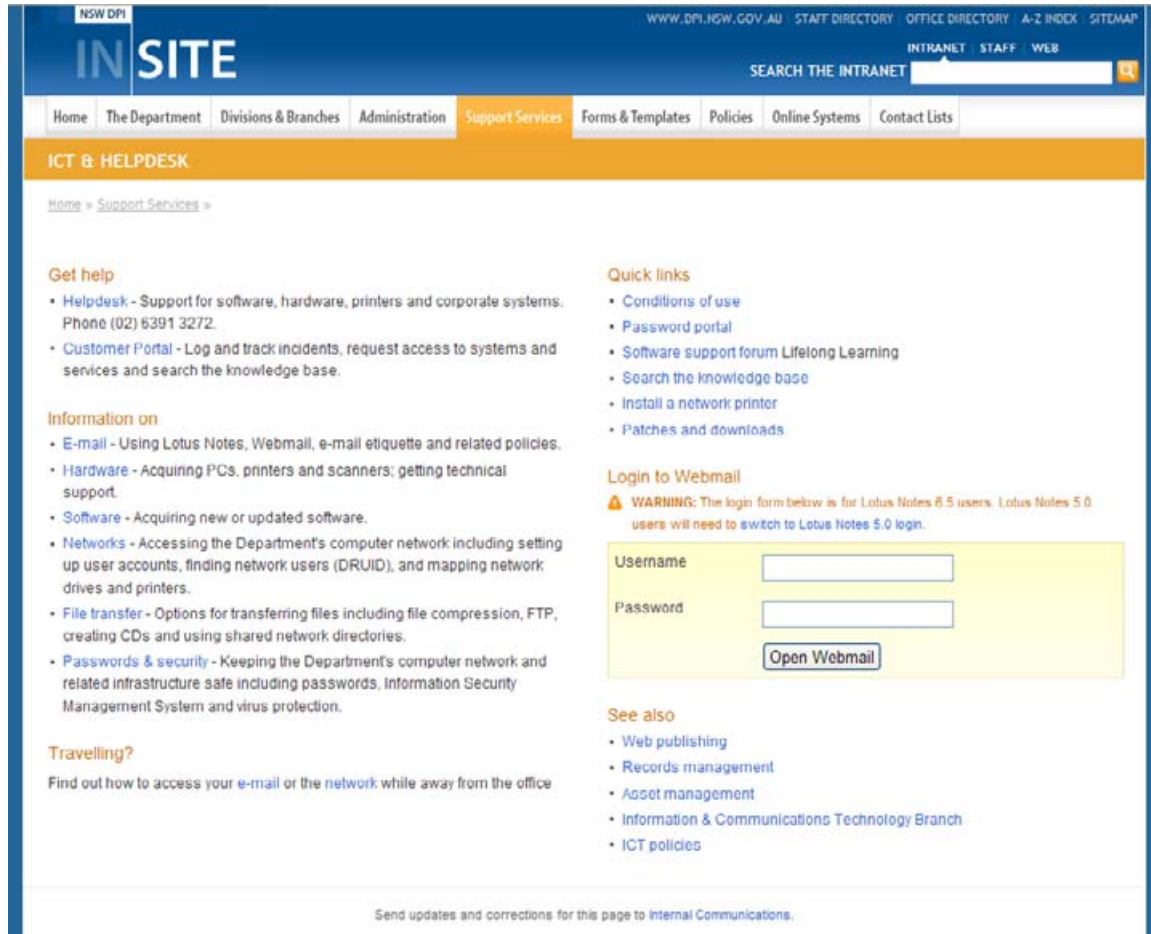 NSW DPI
INSITE
WWW.DPI.NSW.GOV.AU STAFF DIRECTORY OFFICE DIRECTORY A-Z INDEX SITEMAP
INTRANET STAFF WEB
SEARCH THE INTRANET
Home The Department Divisions & Branches Administration Support Services Forms & Templates Policies Online Systems Contact Lists
ICT & HELPDESK
Home » Support Services »
Get help
• Helpdesk - Support for software, hardware, printers and corporate systems.
Phone (02) 6391 3272.
• Customer Portal - Log and track incidents, request access to systems and
services and search the knowledge base.
Information on
• E-mail - Using Lotus Notes, Webmail, e-mail etiquette and related policies.
• Hardware - Acquiring PCs, printers and scanners; getting technical
support.
• Software - Acquiring new or updated software.
• Networks - Accessing the Department's computer network including setting
up user accounts, finding network users (DRUID), and mapping network
drives and printers.
• File transfer - Options for transferring files including file compression, FTP,
creating CDs and using shared network directories.
• Passwords & security - Keeping the Department's computer network and
related infrastructure safe including passwords, Information Security
Management System and virus protection.
Travelling?
Find out how to access your e-mail or the network while away from the office
Quick links
• Conditions of use
• Password portal
• Software support forum Lifelong Learning
• Search the knowledge base
• Install a network printer
• Patches and downloads
Login to Webmail
WARNING: The login form below is for Lotus Notes 6.5 users. Lotus Notes 5.0
users will need to switch to Lotus Notes 5.0 login.
Username
Password
Open Webmail
See also
• Web publishing
• Records management
• Asset management
• Information & Communications Technology Branch
• ICT policies
Send updates and corrections for this page to Internal Communications.